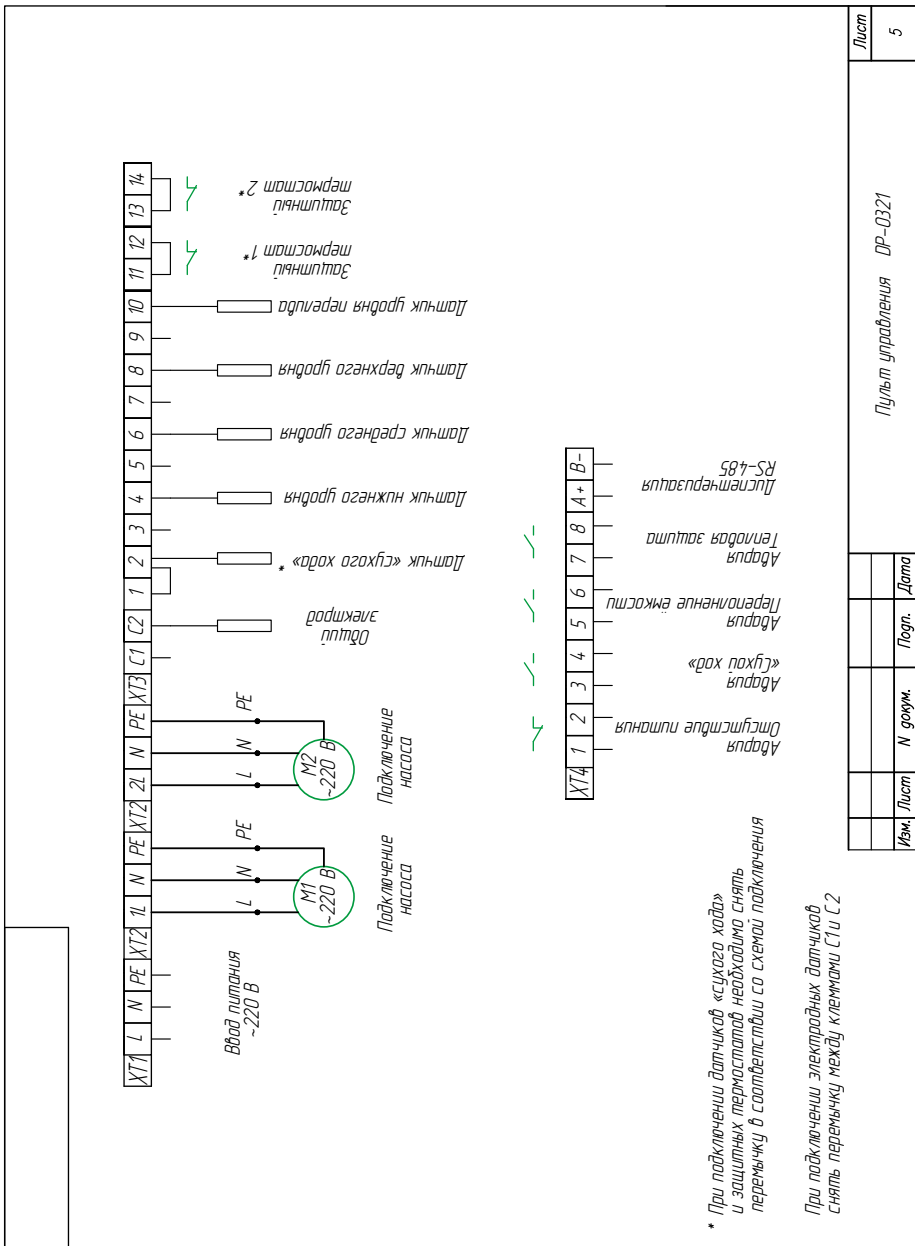 XT1 L N PE XT2 1L N PE XT2 2L N PE XT3 C1 C2 1 2 3 4 5 6 7 8 9 10 11 12 13 14
Ввод питания
~220 В
L N PE
М1
~220 В
Подключение
насоса
L N PE
М2
~220 В
Подключение
насоса
Общий
электрод
Датчик «сухого хода» *
Датчик нижнего уровня
Датчик среднего уровня
Датчик верхнего уровня
Датчик уровня перелива
Защитный
термостат 1*
Защитный
термостат 2*
XT4 1 2 3 4 5 6 7 8 A+ B-
Авария
Отсутствие питания
Авария
«Сухой ход»
Авария
Переполнение ёмкости
Авария
Тепловая защита
Диспетчеризация
RS-485
* При подключении датчиков «сухого хода»
и защитных термостатов необходимо снять
перемычку в соответствии со схемой подключения
При подключении электродных датчиков
снять перемычку между клеммами С1 и С2
Изм. Лист N докум. Подп. Дата
Пульт управления DP-0321
Лист
5